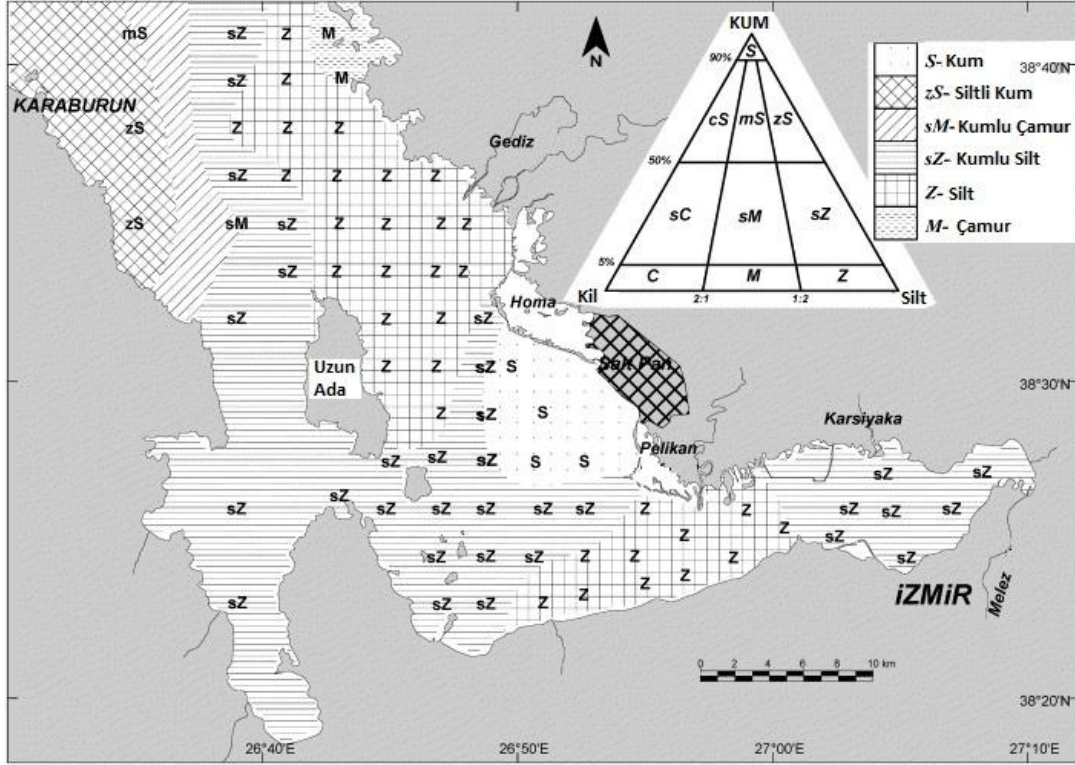 mS sZ Z M
sZ Z M
KARABURUN
zS Z Z Z
sZ Z Z Z Z
zS sM sZ Z Z Z Z
sZ Z Z Z Z
sZ Z Z sZ
Z Z sZ S
Z sZ S
sZ Z sZ S S
sZ sZ sZ sZ sZ sZ sZ Z Z sZ sZ sZ
sZ sZ
Z Z sZ
sZ sZ sZ Z Z Z sZ
Z Z
sZ sZ sZ Z Z
N
Gediz
Homa
Uzun
Ada
Pelikan
Karsiyaka
iZMiR
Melez
KUM
90%
S
cS mS zS
50%
sC sM sZ
5%
C M Z
Kil 2:1 1:2 Silt
S- Kum
zS- Siltli Kum
sM- Kumlu Çamur
sZ- Kumlu Silt
Z- Silt
M- Çamur
38°40'N
38°30'N
38°20'N
0 2 4 6 8 10 km
26°40'E 26°50'E 27°00'E 27°10'E